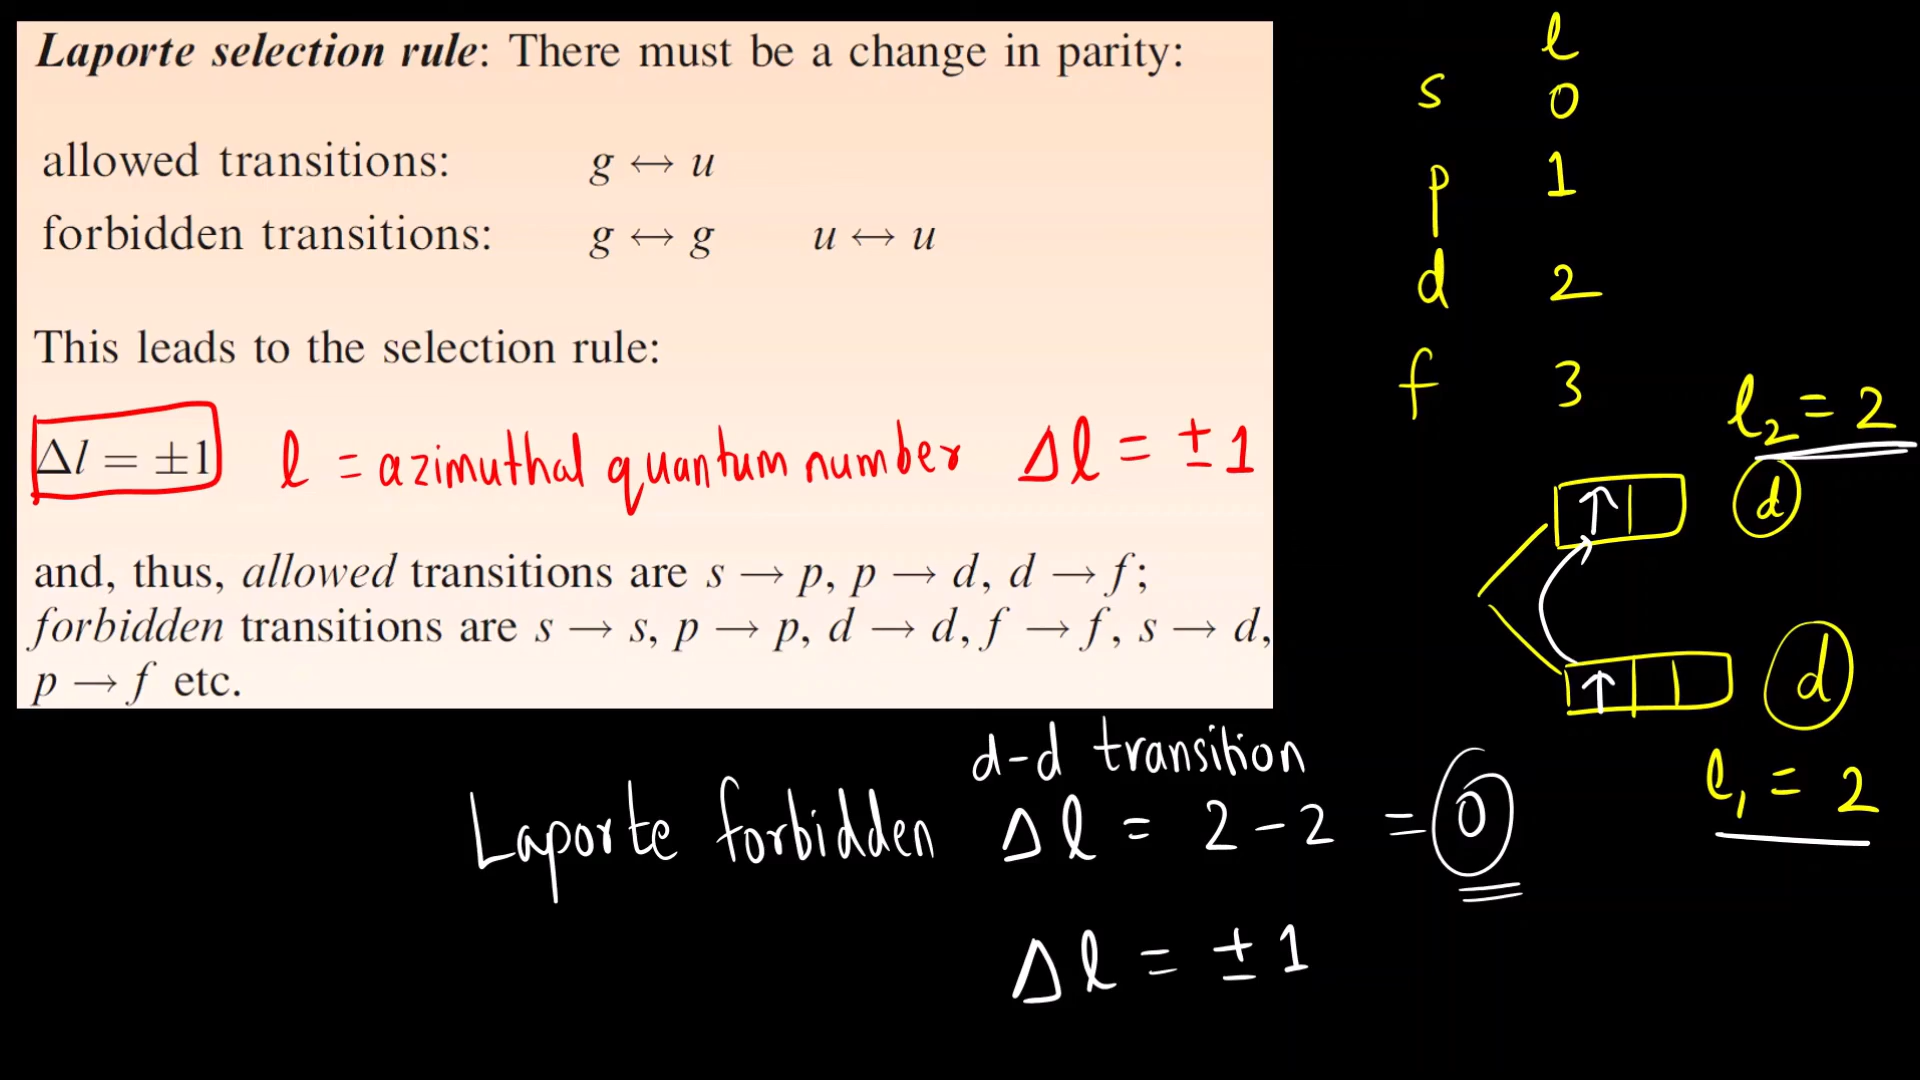 Laporte selection rule: There must be a change in parity:
allowed transitions: g ↔ u
forbidden transitions: g ↔ g u ↔ u
This leads to the selection rule:
Δl = ±1 l = azimuthal quantum number Δl = ±1
and, thus, allowed transitions are s → p, p → d, d → f;
forbidden transitions are s → s, p → p, d → d, f → f, s → d,
p → f etc.
l
s 0
p 1
d 2
f 3
l₂ = 2
↑ d
↑ d
l₁ = 2
d-d transition
Laporte forbidden Δl = 2 - 2 = 0
Δl = ±1